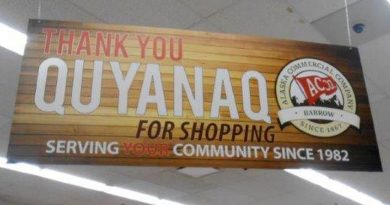 THANK YOU
QUYANAQ
FOR SHOPPING
SERVING YOUR COMMUNITY SINCE 1982
ALASKA COMMERCIAL COMPANY
AC
BARROW
SINCE 1867